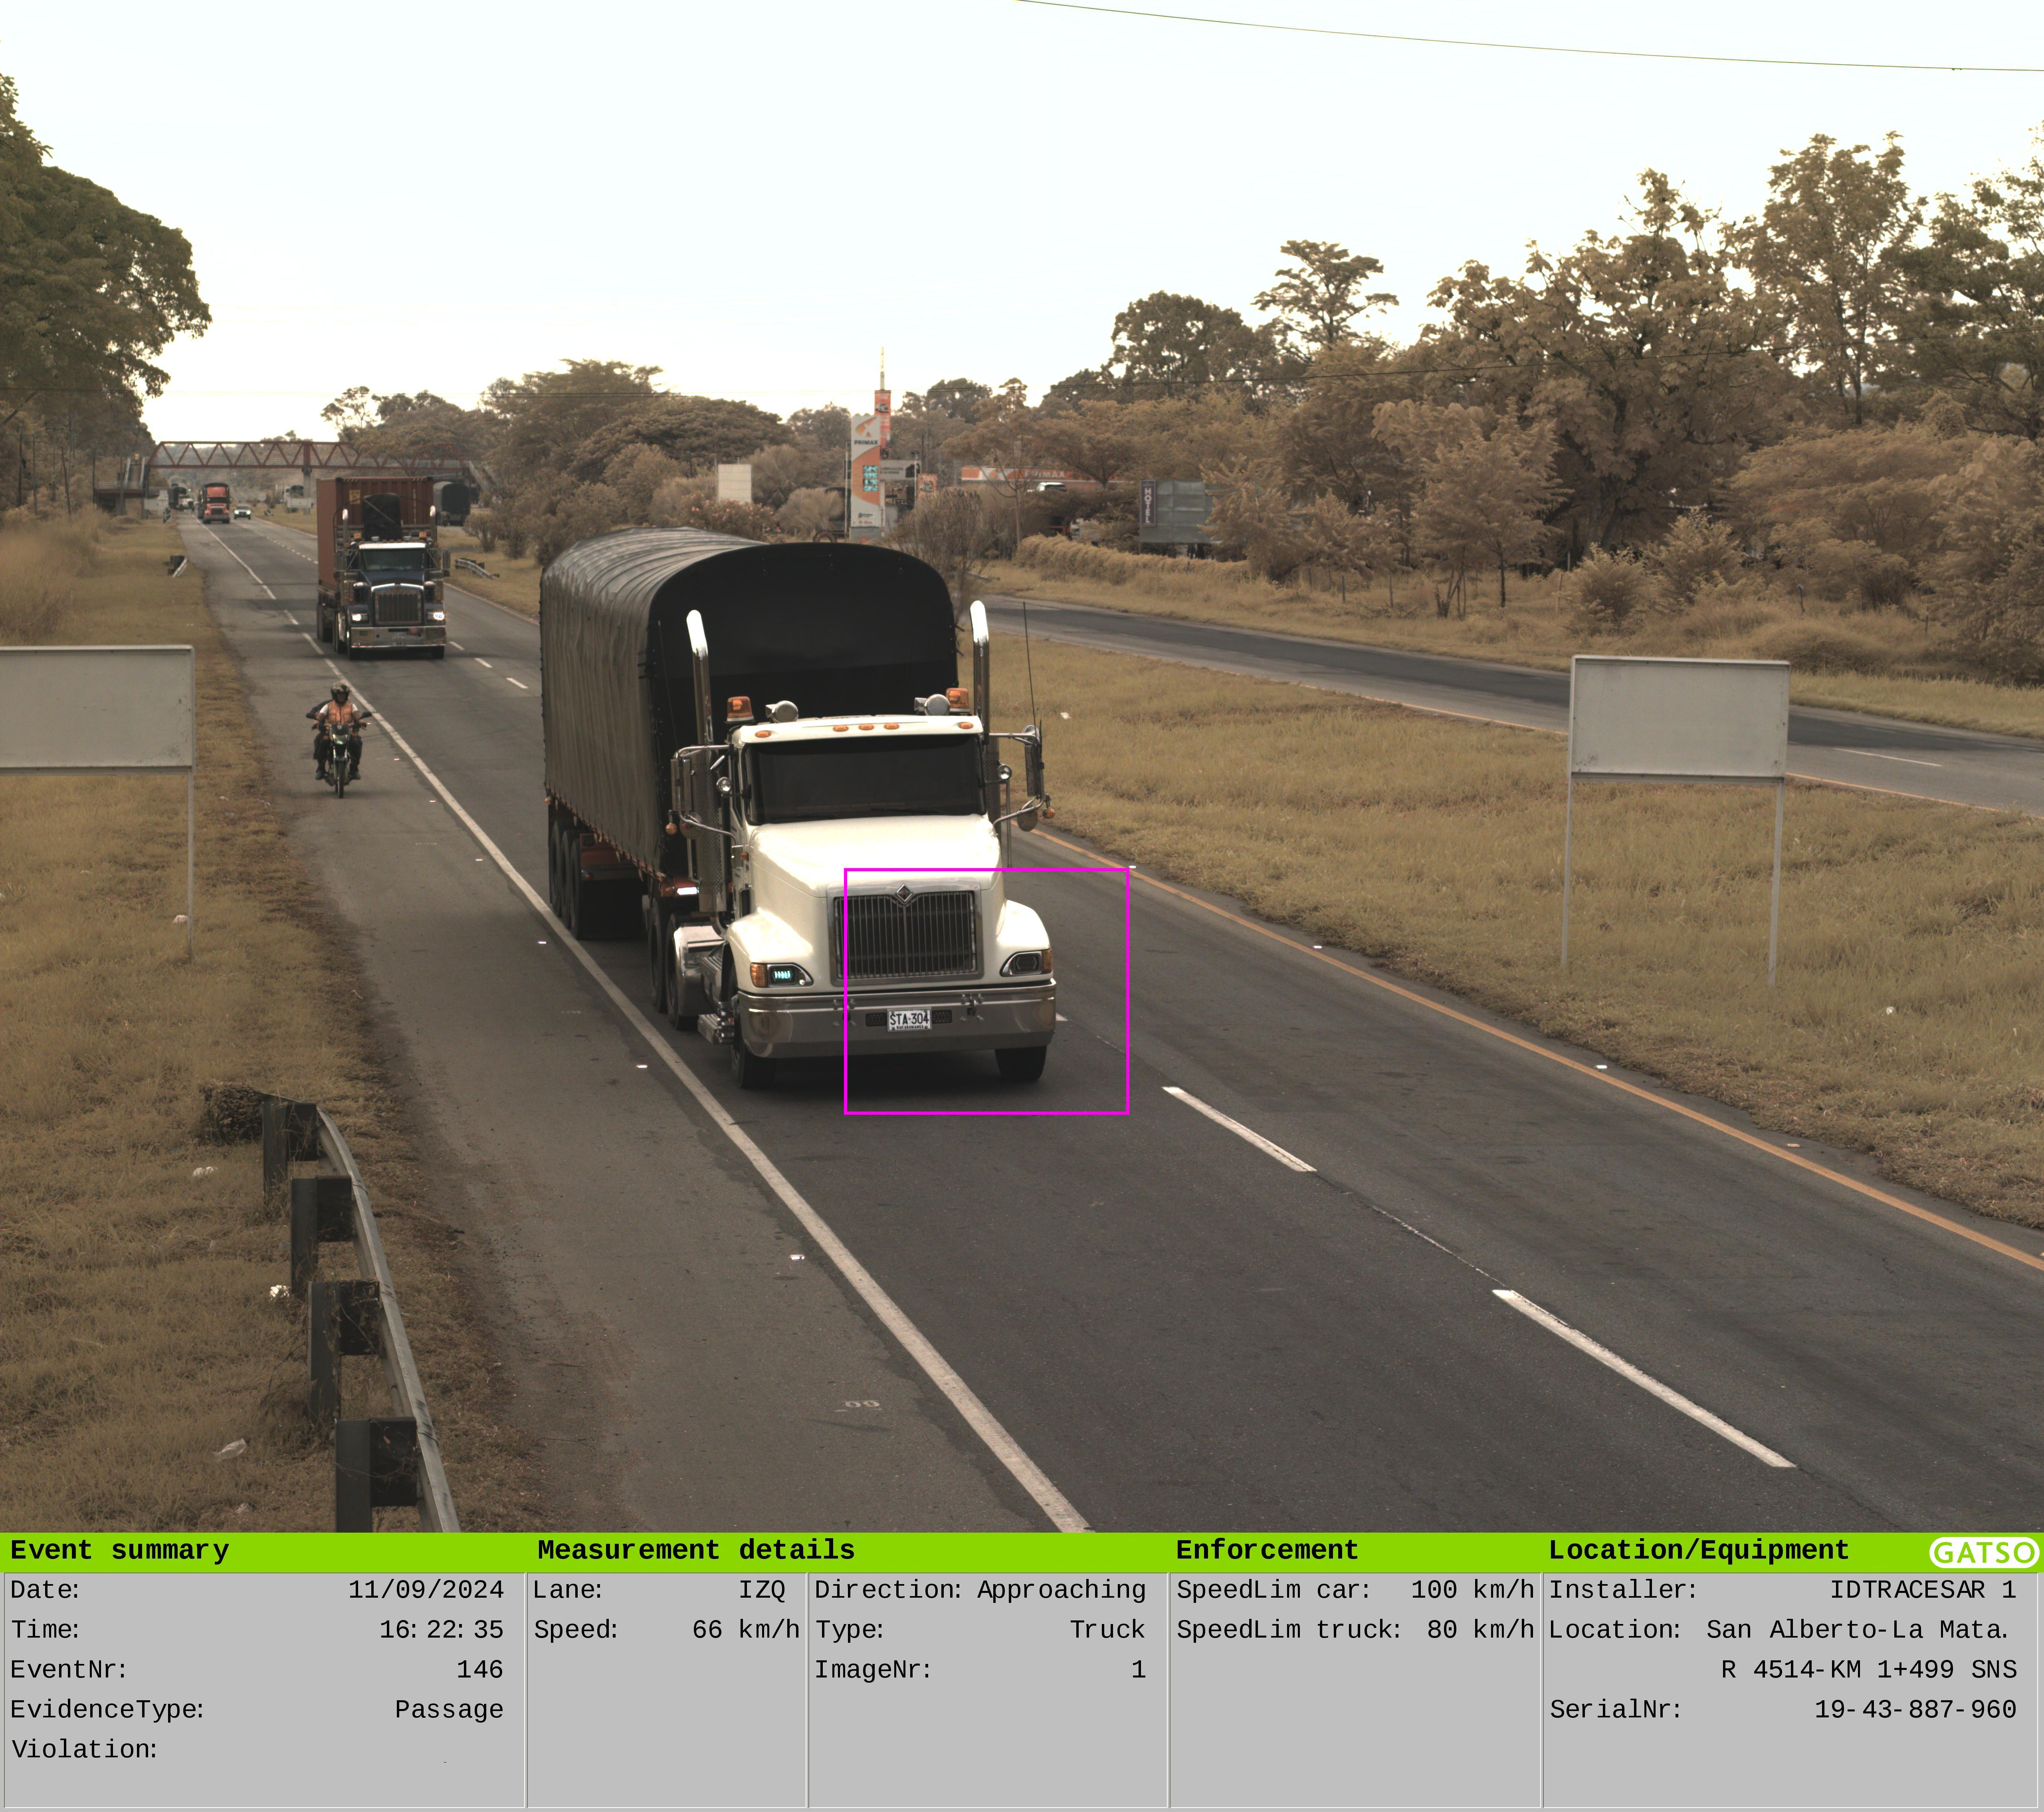 PRIMAX
HOTEL
STA-304
Event summary
Date: 11/09/2024
Time: 16:22:35
EventNr: 146
EvidenceType: Passage
Violation:
Measurement details
Lane: IZQ
Speed: 66 km/h
Direction: Approaching
Type: Truck
ImageNr: 1
Enforcement
SpeedLim car: 100 km/h
SpeedLim truck: 80 km/h
Location/Equipment
GATSO
Installer: IDTRACESAR 1
Location: San Alberto-La Mata.
R 4514-KM 1+499 SNS
SerialNr: 19-43-887-960